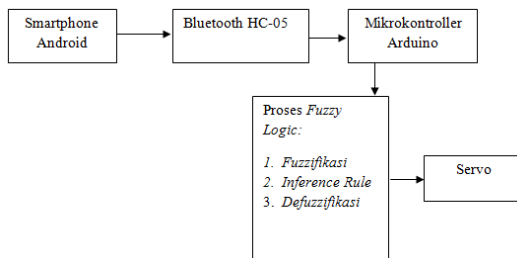 Smartphone
Android
Bluetooth HC-05
Mikrokontroller
Arduino
Proses Fuzzy
Logic:
1. Fuzzifikasi
2. Inference Rule
3. Defuzzifikasi
Servo